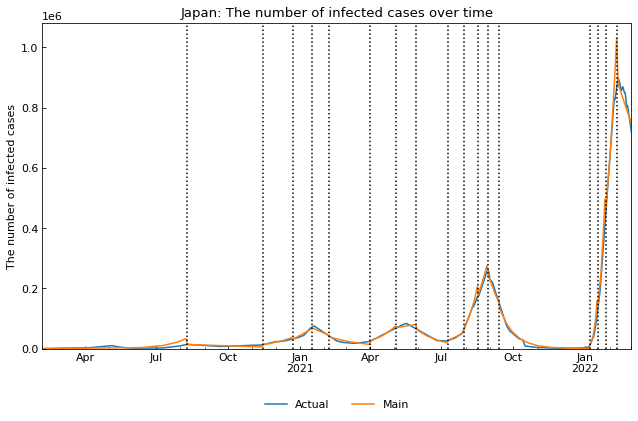 Japan: The number of infected cases over time
1e6
1.0
0.8
0.6
0.4
0.2
0.0
The number of infected cases
Apr Jul Oct Jan Apr Jul Oct Jan
2021 2022
Actual Main